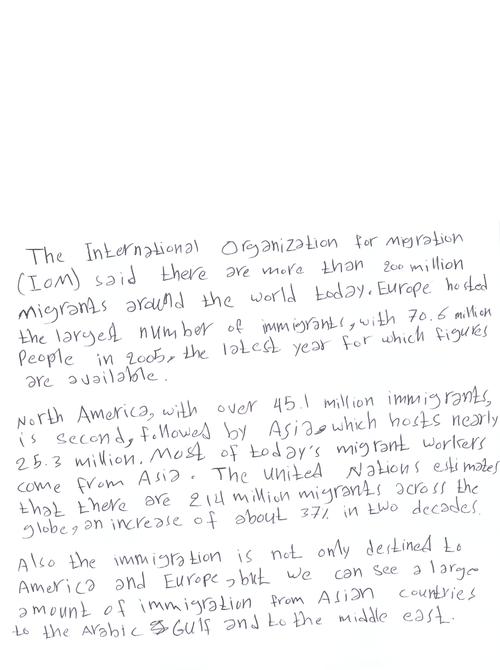 The International Organization for migration
(IOM) said there are more than 200 million
migrants around the world today. Europe hosted
the largest number of immigrants, with 70.6 million
People in 2005, the latest year for which figures
are available.
North America, with over 45.1 million immigrants,
is second, followed by Asia, which hosts nearly
25.3 million. Most of today's migrant workers
come from Asia. The United Nations estimates
that there are 214 million migrants across the
globe, an increase of about 37% in two decades.
Also the immigration is not only destined to
America and Europe, but we can see a large
amount of immigration from Asian countries
to the Arabic Gulf and to the middle east.